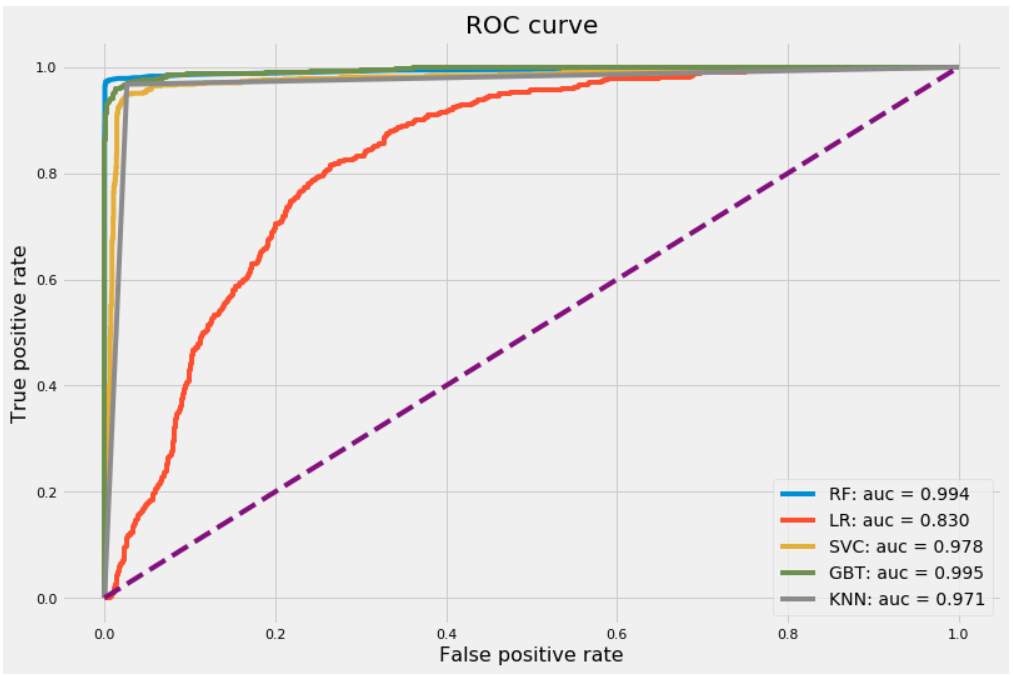 ROC curve
True positive rate
1.0
0.8
0.6
0.4
0.2
0.0
RF: auc = 0.994
LR: auc = 0.830
SVC: auc = 0.978
GBT: auc = 0.995
KNN: auc = 0.971
0.0 0.2 0.4 0.6 0.8 1.0
False positive rate